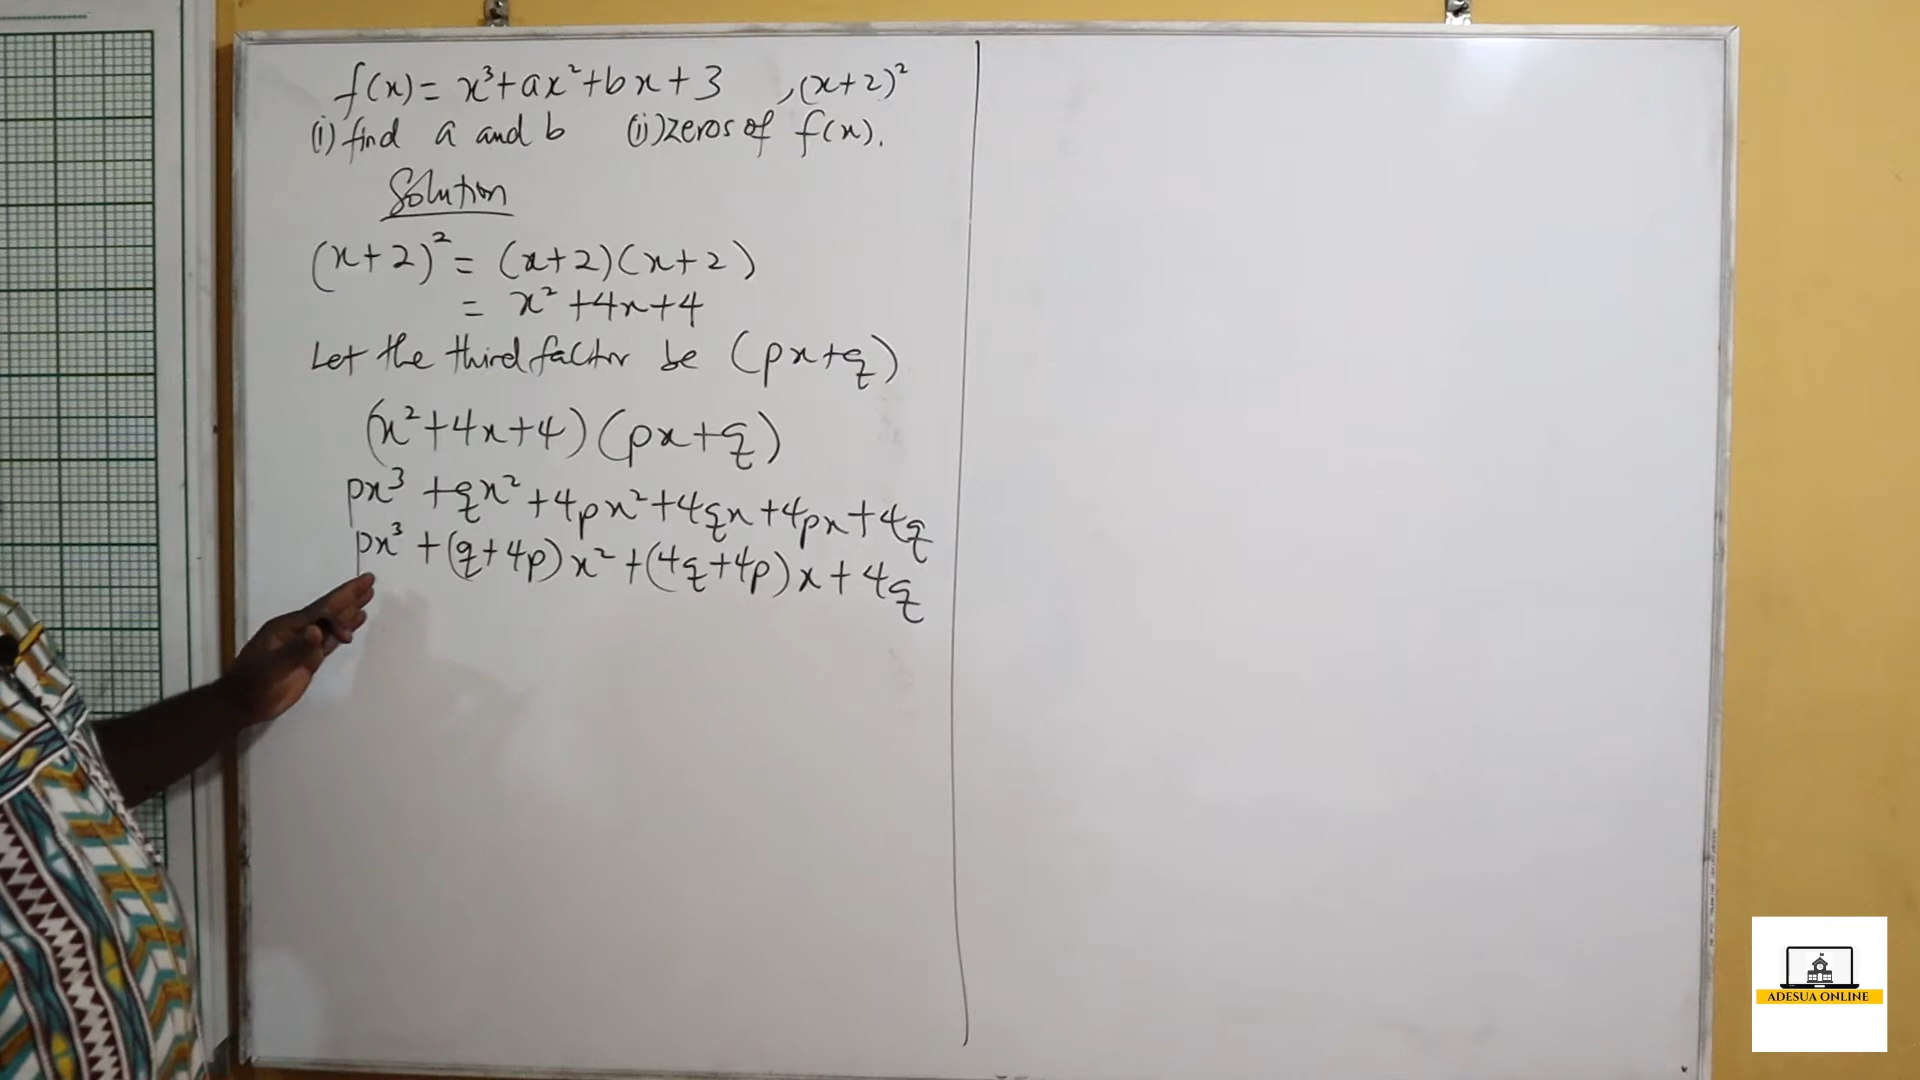 f(x) = x³+ax²+bx+3 , (x+2)²
(i) find a and b (ii) zeros of f(x).
Solution
(x+2)² = (x+2)(x+2)
= x²+4x+4
Let the third factor be (px+q)
(x²+4x+4)(px+q)
px³+qx²+4px²+4qx+4px+4q
px³+(q+4p)x²+(4q+4p)x+4q
ADESUA ONLINE